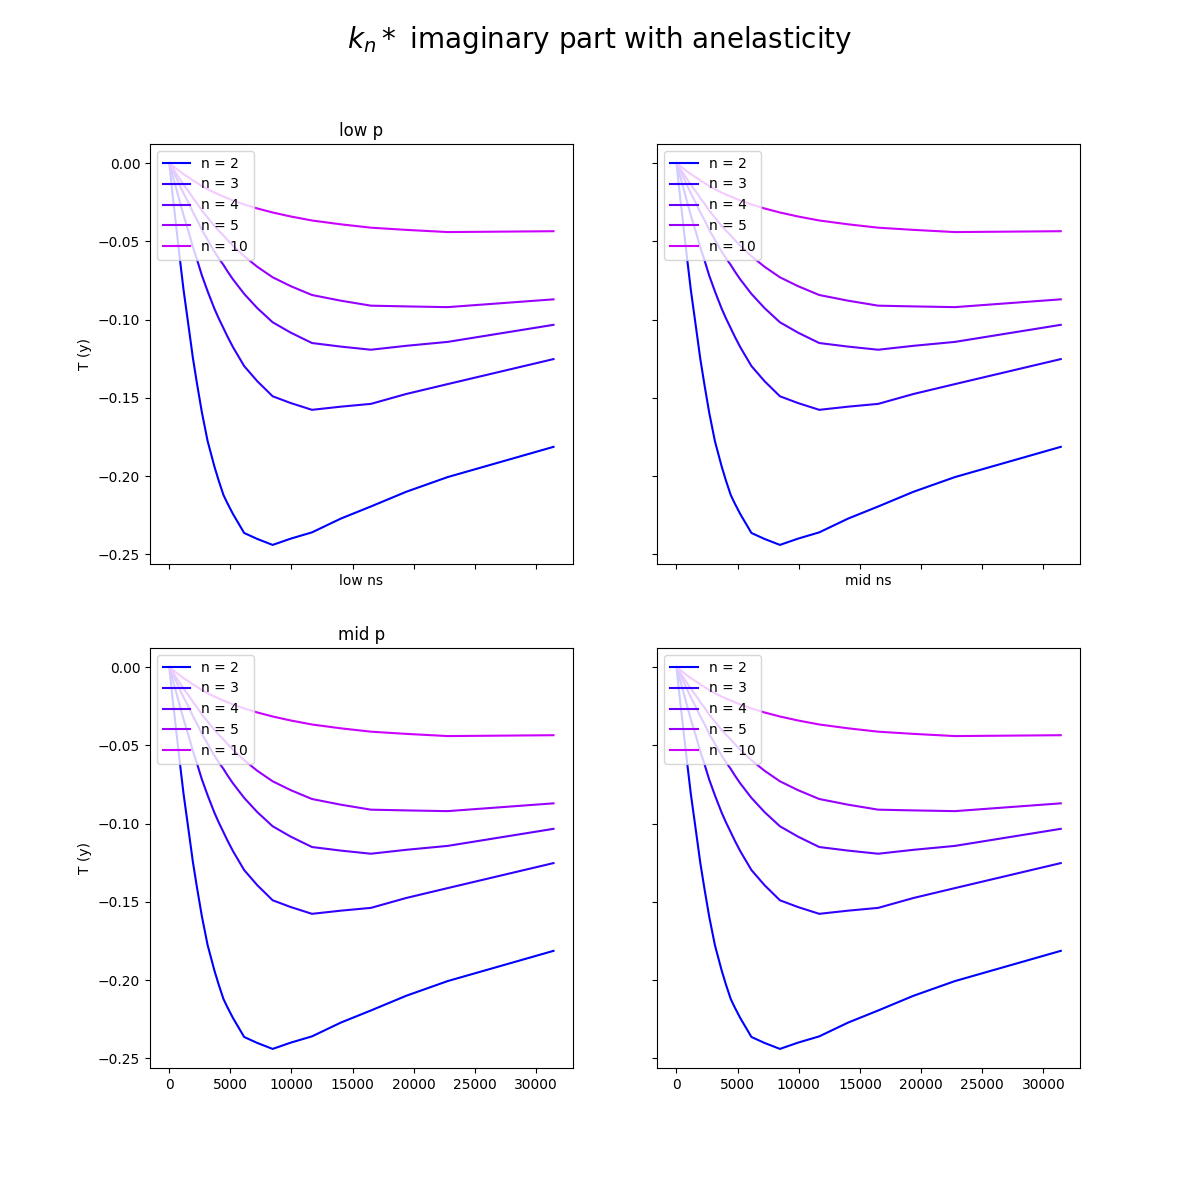 kₙ* imaginary part with anelasticity
low p
n = 2
n = 3
n = 4
n = 5
n = 10
0.00
−0.05
−0.10
−0.15
−0.20
−0.25
T (y)
low ns
n = 2
n = 3
n = 4
n = 5
n = 10
mid ns
mid p
n = 2
n = 3
n = 4
n = 5
n = 10
0.00
−0.05
−0.10
−0.15
−0.20
−0.25
T (y)
0 5000 10000 15000 20000 25000 30000
n = 2
n = 3
n = 4
n = 5
n = 10
0 5000 10000 15000 20000 25000 30000